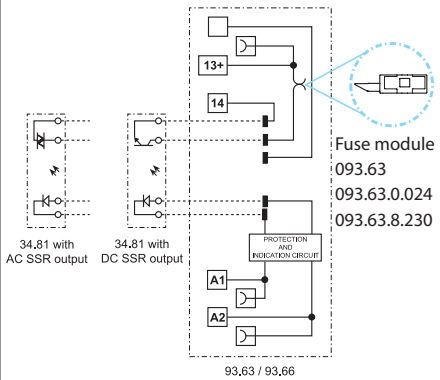 13+
14
Fuse module
093.63
093.63.0.024
093.63.8.230
34.81 with
AC SSR output
34.81 with
DC SSR output
PROTECTION
AND
INDICATION CIRCUIT
A1
A2
93.63 / 93.66